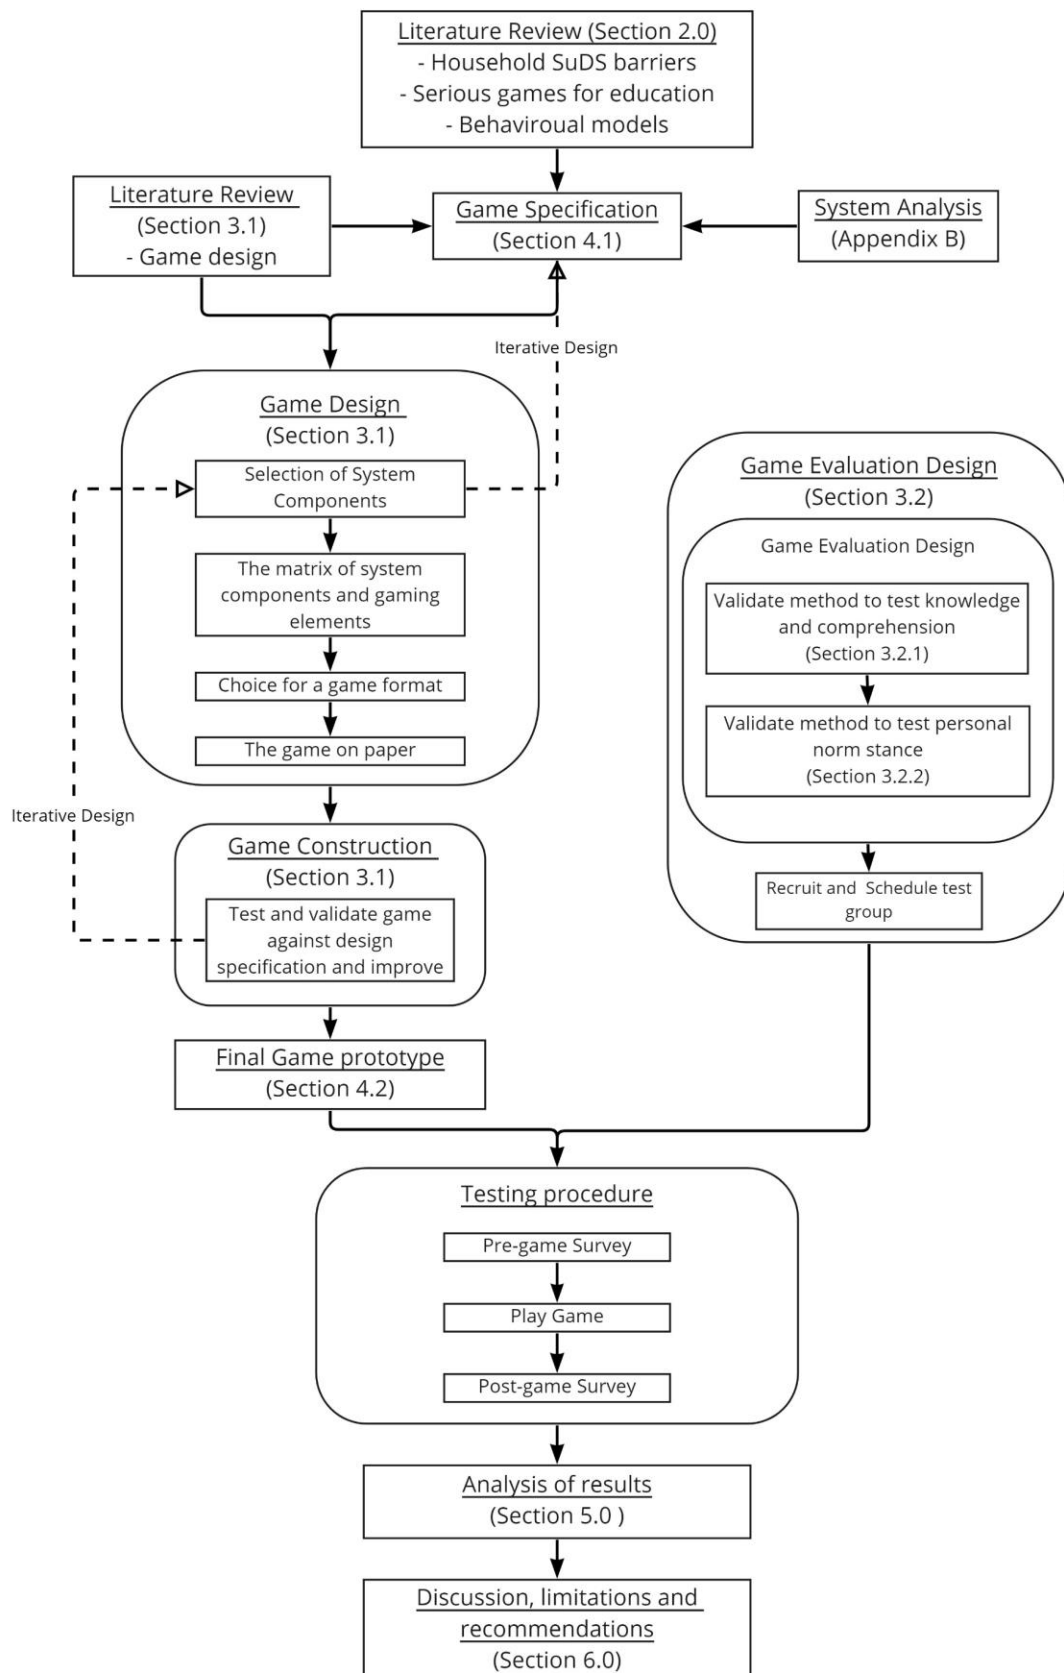 Literature Review (Section 2.0)
- Household SuDS barriers
- Serious games for education
- Behaviroual models
Literature Review
(Section 3.1)
- Game design
Game Specification
(Section 4.1)
System Analysis
(Appendix B)
Iterative Design
Game Design
(Section 3.1)
Selection of System
Components
The matrix of system
components and gaming
elements
Choice for a game format
The game on paper
Iterative Design
Game Construction
(Section 3.1)
Test and validate game
against design
specification and improve
Final Game prototype
(Section 4.2)
Game Evaluation Design
(Section 3.2)
Game Evaluation Design
Validate method to test knowledge
and comprehension
(Section 3.2.1)
Validate method to test personal
norm stance
(Section 3.2.2)
Recruit and Schedule test
group
Testing procedure
Pre-game Survey
Play Game
Post-game Survey
Analysis of results
(Section 5.0 )
Discussion, limitations and
recommendations
(Section 6.0)